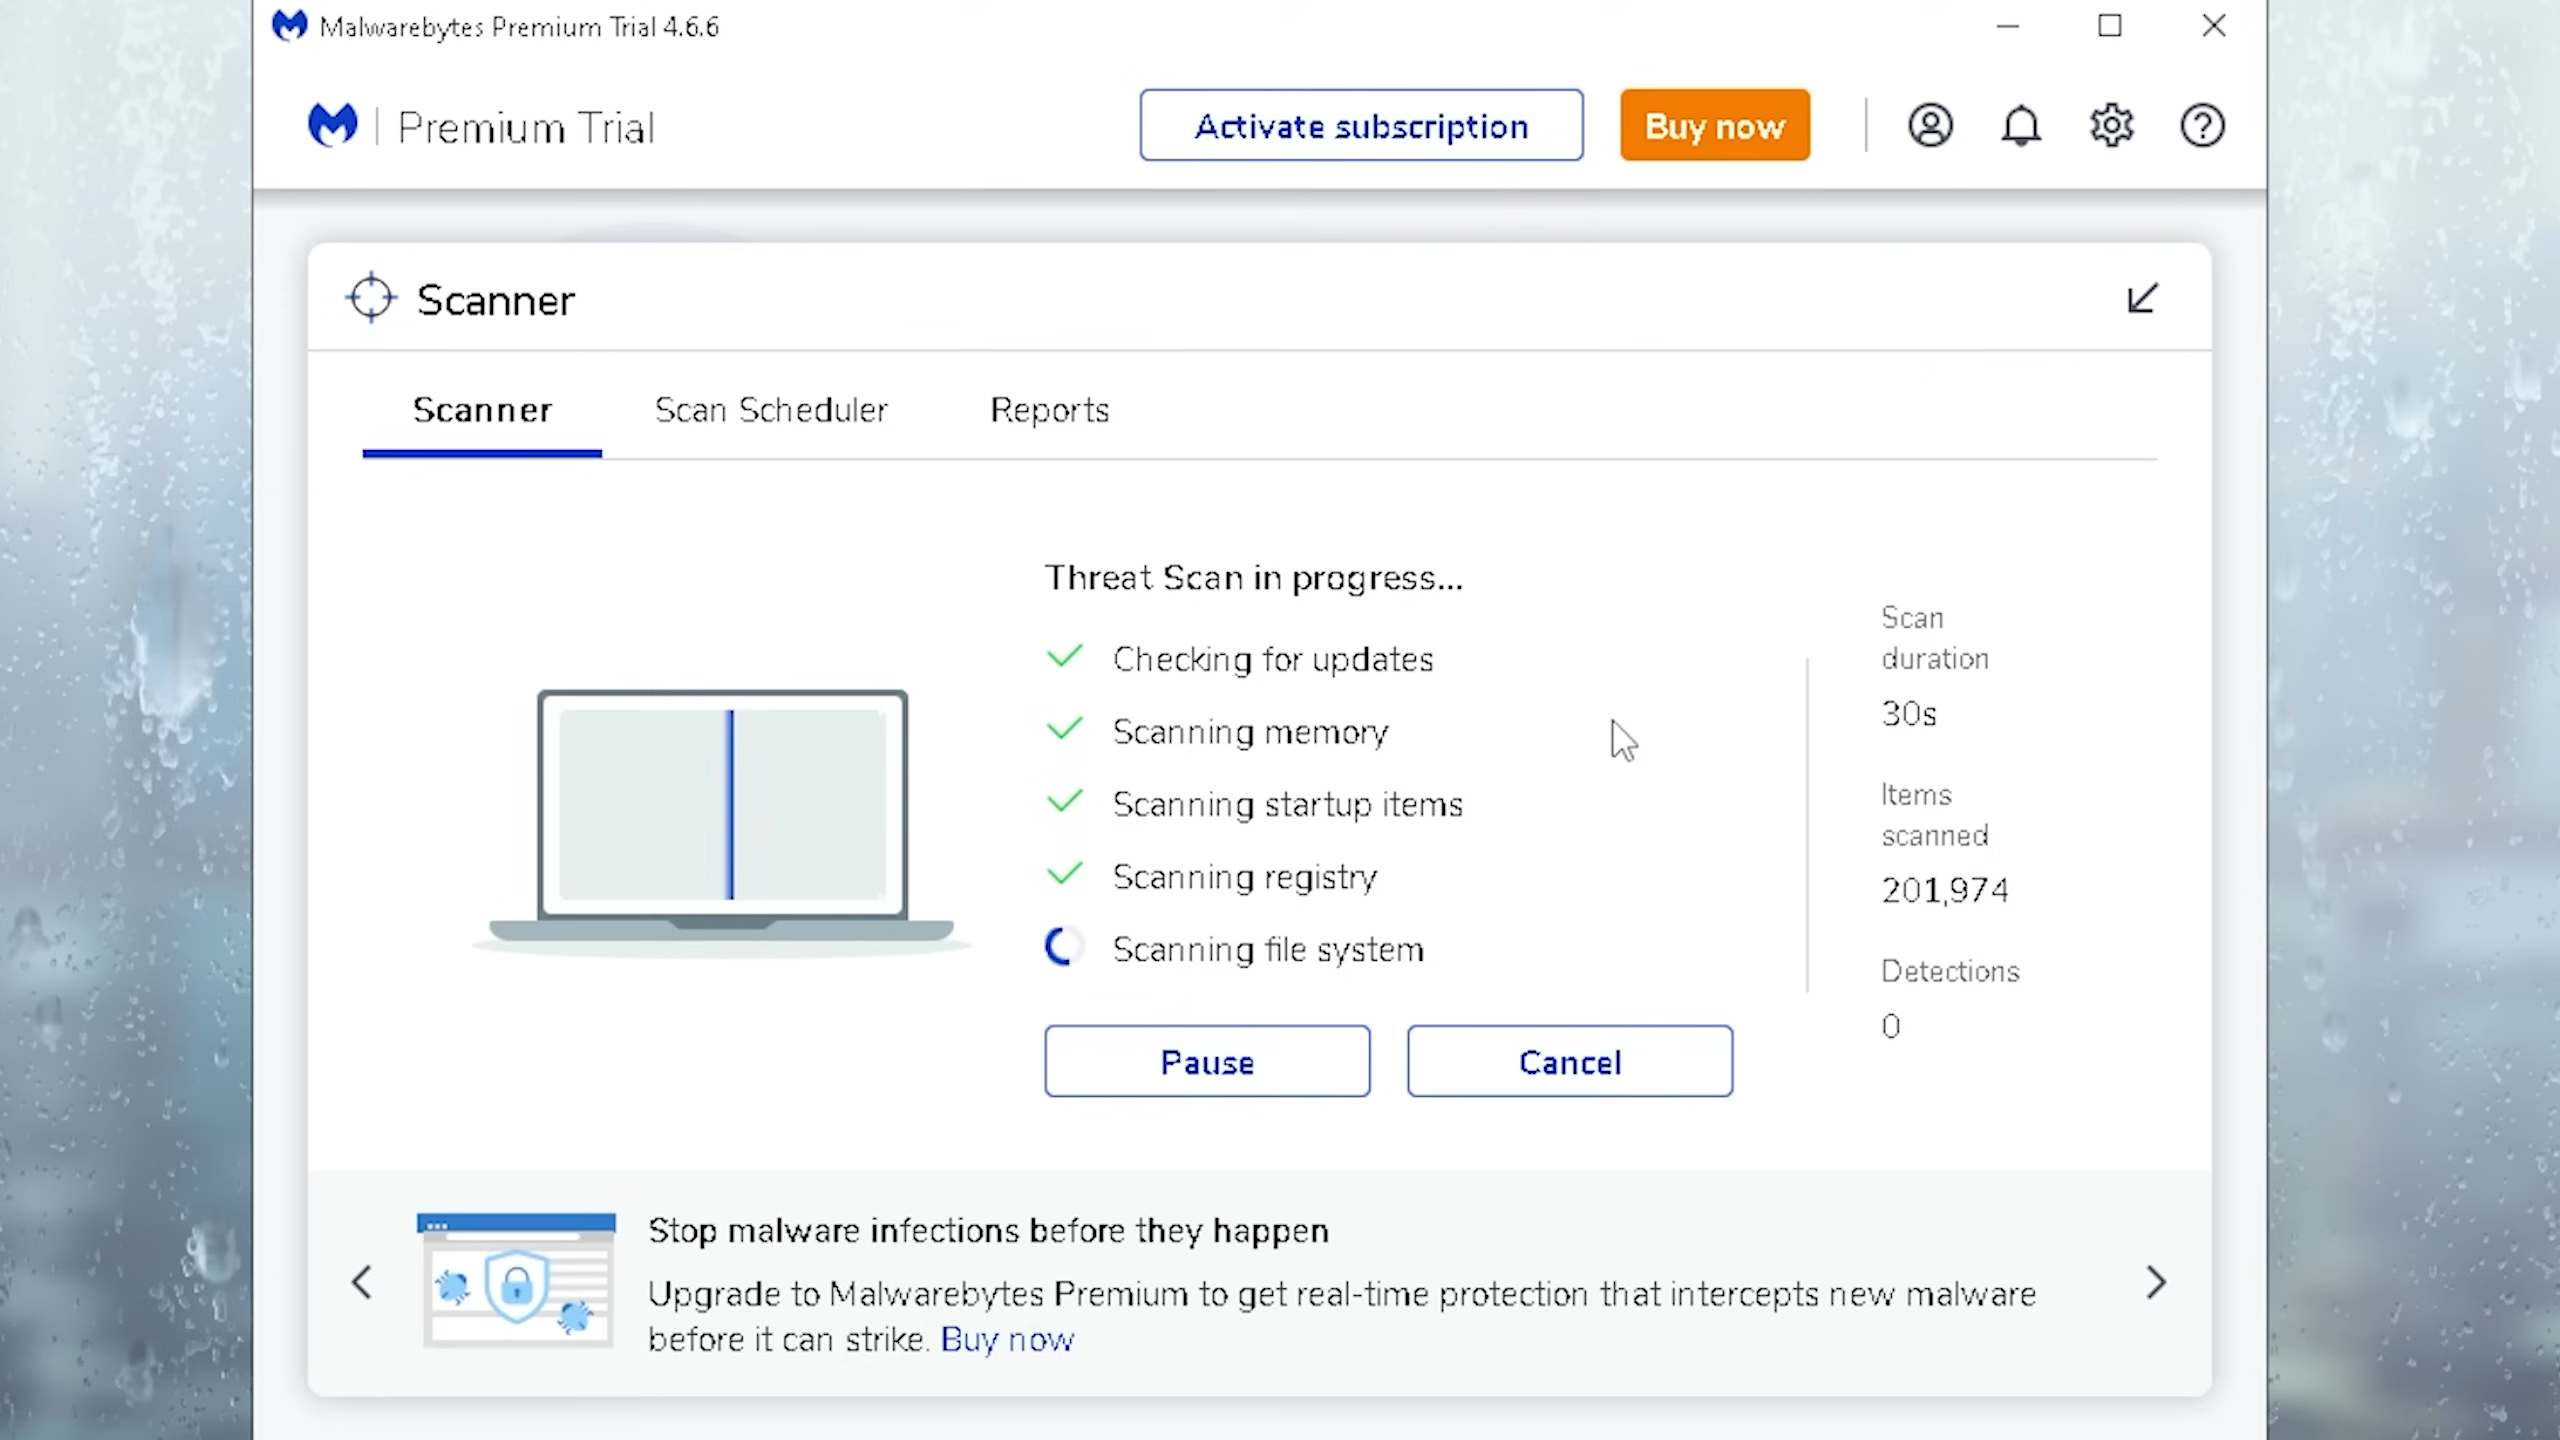 Malwarebytes Premium Trial 4.6.6
Premium Trial
Activate subscription
Buy now
Scanner
Scanner
Scan Scheduler
Reports
Threat Scan in progress...
Checking for updates
Scanning memory
Scanning startup items
Scanning registry
Scanning file system
Pause
Cancel
Scan
duration
30s
Items
scanned
201,974
Detections
0
Stop malware infections before they happen
Upgrade to Malwarebytes Premium to get real-time protection that intercepts new malware
before it can strike. Buy now